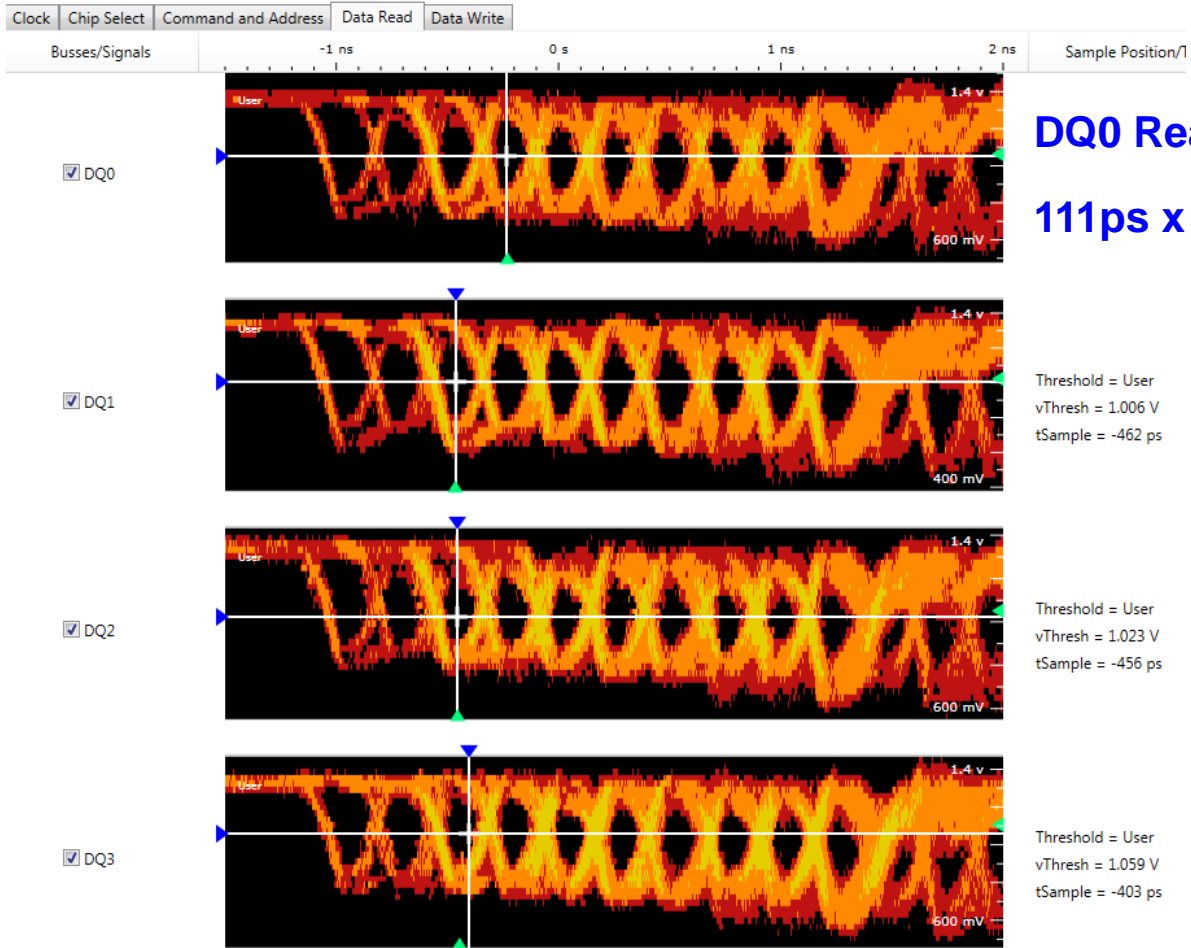 Clock Chip Select Command and Address Data Read Data Write
Busses/Signals -1 ns 0 s 1 ns 2 ns Sample Position/T
User 1.4 v
DQ0
600 mV
DQ0 Rea
111ps x
User 1.4 v
DQ1
400 mV
Threshold = User
vThresh = 1.006 V
tSample = -462 ps
User 1.4 v
DQ2
600 mV
Threshold = User
vThresh = 1.023 V
tSample = -456 ps
User 1.4 v
DQ3
600 mV
Threshold = User
vThresh = 1.059 V
tSample = -403 ps